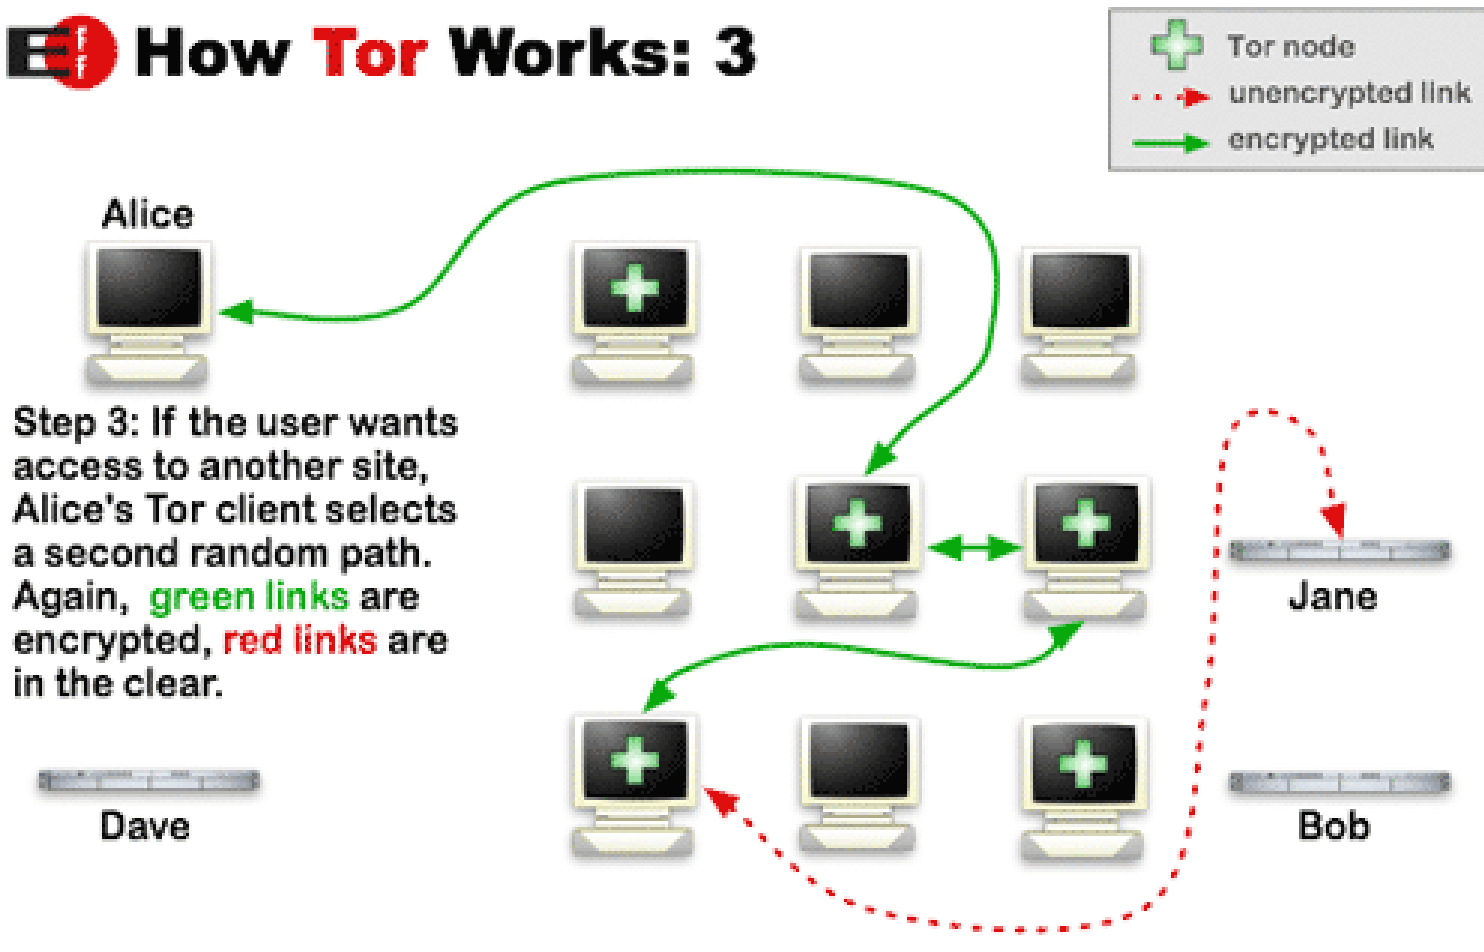 EFF How Tor Works: 3
Tor node
unencrypted link
encrypted link
Alice
Step 3: If the user wants
access to another site,
Alice's Tor client selects
a second random path.
Again, green links are
encrypted, red links are
in the clear.
Jane
Dave
Bob